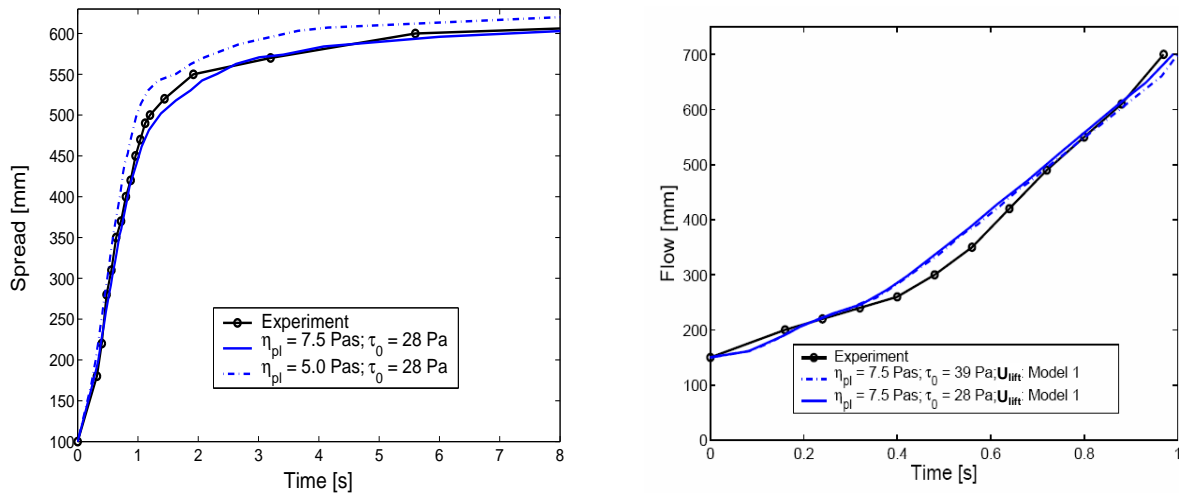 600
550
500
450
400
350
300
250
200
150
100
Spread [mm]
0 1 2 3 4 5 6 7 8
Time [s]
Experiment
η_pl = 7.5 Pas; τ_0 = 28 Pa
η_pl = 5.0 Pas; τ_0 = 28 Pa
700
600
500
400
300
200
100
0
Flow [mm]
0 0.2 0.4 0.6 0.8 1
Time [s]
Experiment
η_pl = 7.5 Pas; τ_0 = 39 Pa;U_lift: Model 1
η_pl = 7.5 Pas; τ_0 = 28 Pa;U_lift: Model 1